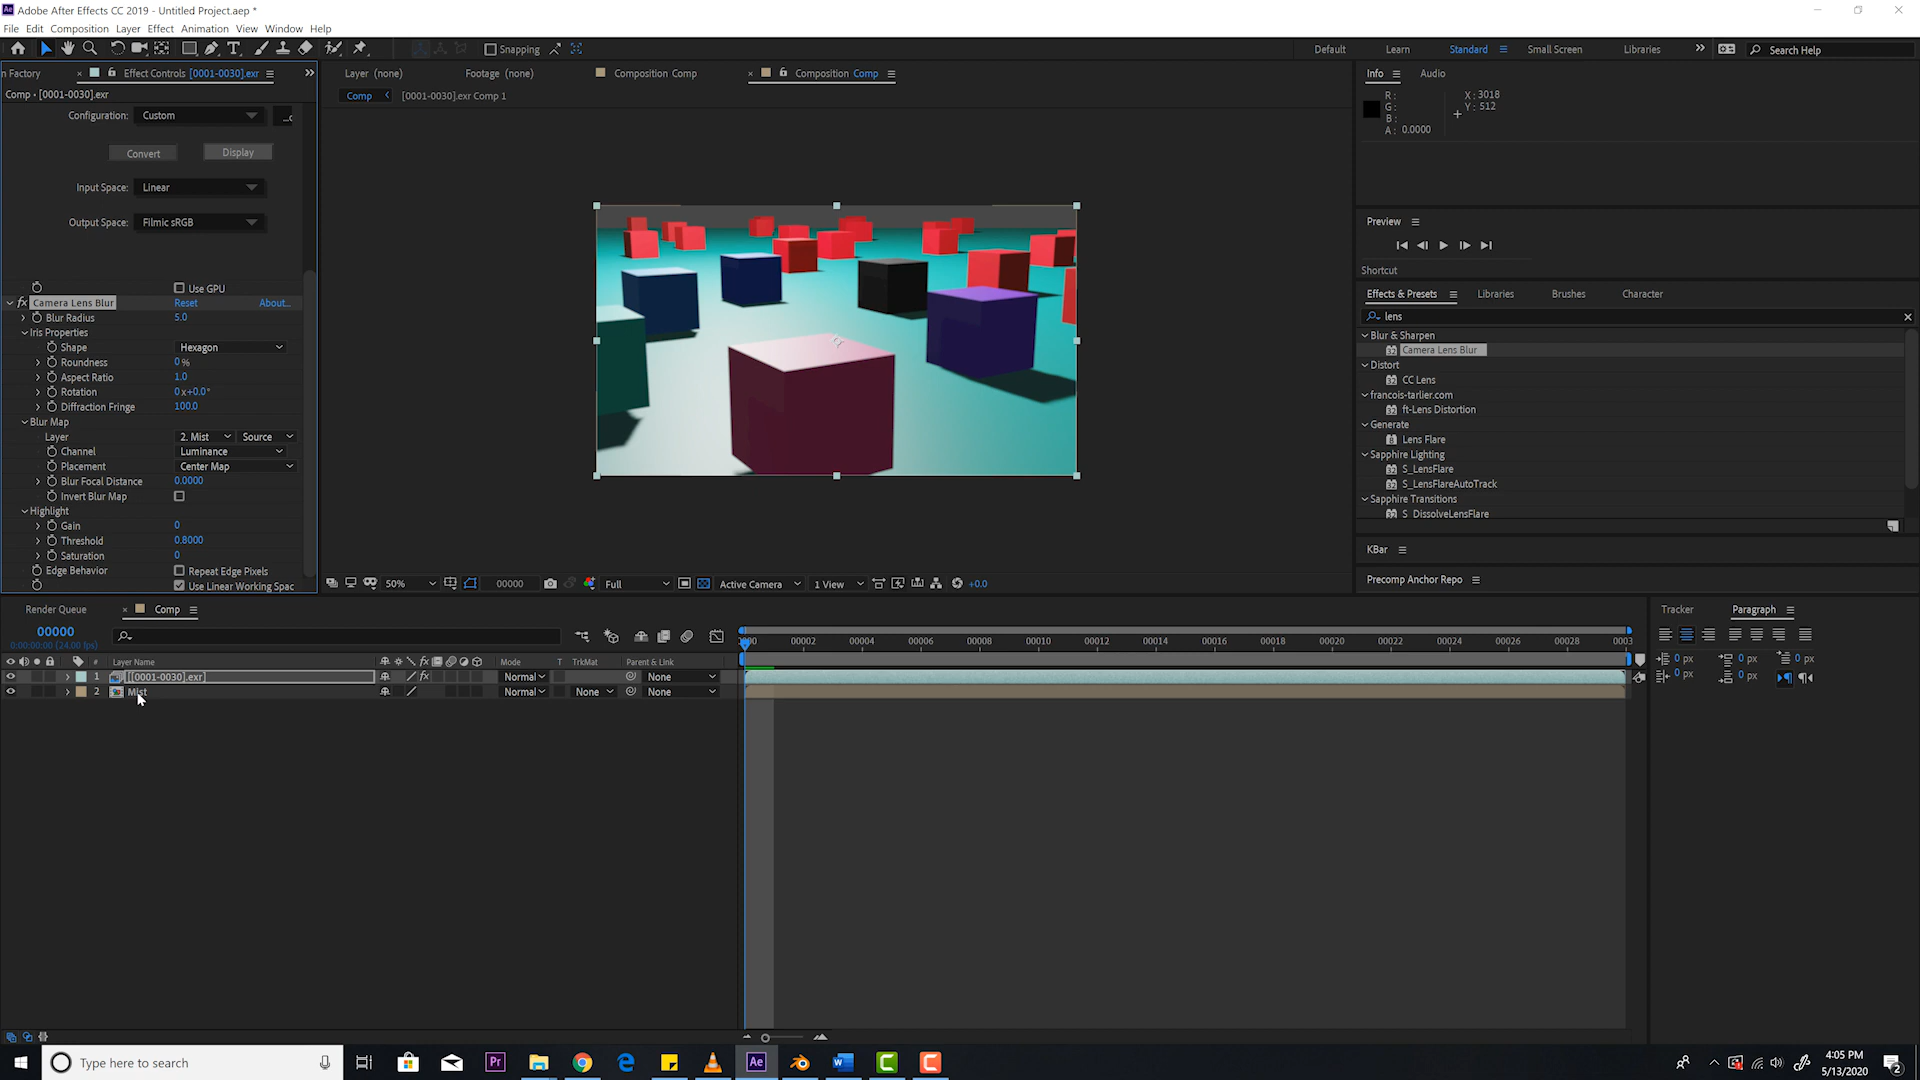 Adobe After Effects CC 2019 - Untitled Project.aep *
File Edit Composition Layer Effect Animation View Window Help
Snapping
Default Learn Standard Small Screen Libraries Search Help
n Factory Effect Controls [0001-0030].exr
Layer (none) Footage (none) Composition Comp Composition Comp
Info Audio
Comp • [0001-0030].exr
Comp [0001-0030].exr Comp 1
R: X: 3018
G: Y: 512
B:
A: 0.0000
Configuration: Custom
Convert Display
Input Space: Linear
Output Space: Filmic sRGB
Use GPU
fx Camera Lens Blur Reset About...
Blur Radius 5.0
Iris Properties
Shape Hexagon
Roundness 0 %
Aspect Ratio 1.0
Rotation 0 x+0.0°
Diffraction Fringe 100.0
Blur Map
Layer 2. Mist Source
Channel Luminance
Placement Center Map
Blur Focal Distance 0.0000
Invert Blur Map
Highlight
Gain 0
Threshold 0.8000
Saturation 0
Edge Behavior Repeat Edge Pixels
Use Linear Working Spac
Preview
Shortcut
Effects & Presets Libraries Brushes Character
lens
Blur & Sharpen
Camera Lens Blur
Distort
CC Lens
francois-tarlier.com
ft-Lens Distortion
Generate
Lens Flare
Sapphire Lighting
S_LensFlare
S_LensFlareAutoTrack
Sapphire Transitions
S_DissolveLensFlare
KBar
Precomp Anchor Repo
50% 00000 Full Active Camera 1 View +0.0
Render Queue Comp
Tracker Paragraph
00000
0:00:00:00 (24.00 fps)
00002 00004 00006 00008 00010 00012 00014 00016 00018 00020 00022 00024 00026 00028
# Layer Name Mode T TrkMat Parent & Link
1 [[0001-0030].exr] Normal None
2 Mist Normal None None
0 px 0 px 0 px
0 px 0 px
Type here to search
4:05 PM
5/13/2020
2